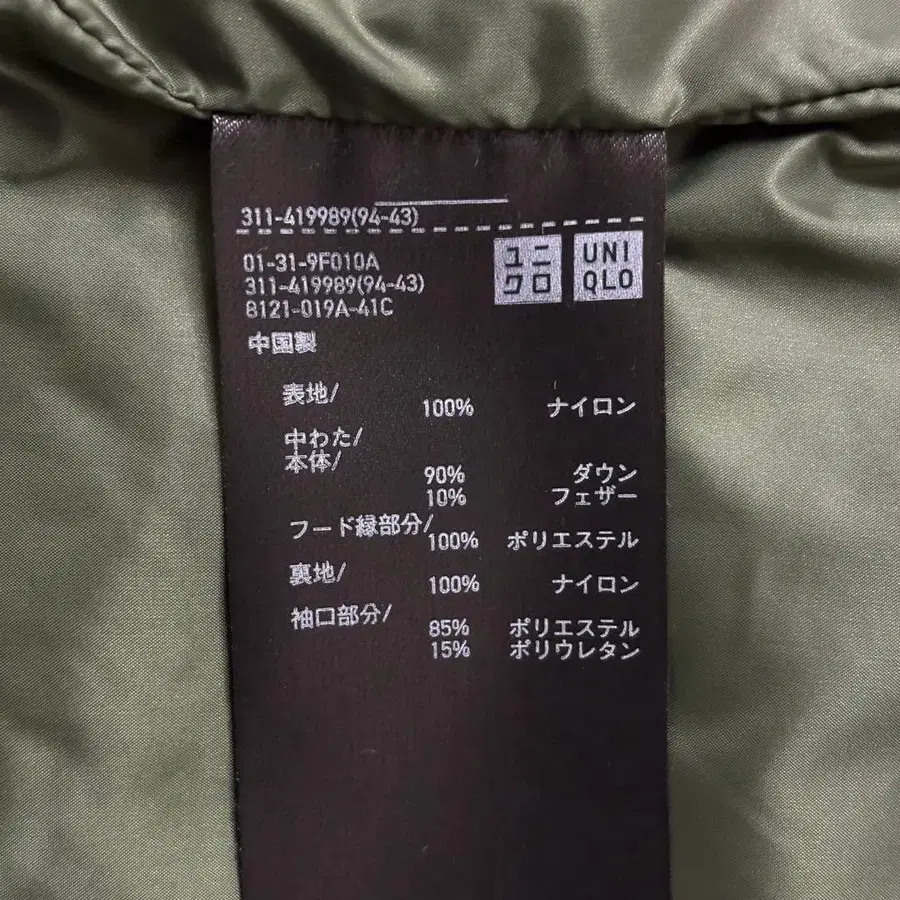 311-419989(94-43)
01-31-9F010A
311-419989(94-43)
8121-019A-41C
ユニクロ
UNIQLO
中国製
表地/
100% ナイロン
中わた/
本体/
90% ダウン
10% フェザー
フード縁部分/
100% ポリエステル
裏地/
100% ナイロン
袖口部分/
85% ポリエステル
15% ポリウレタン